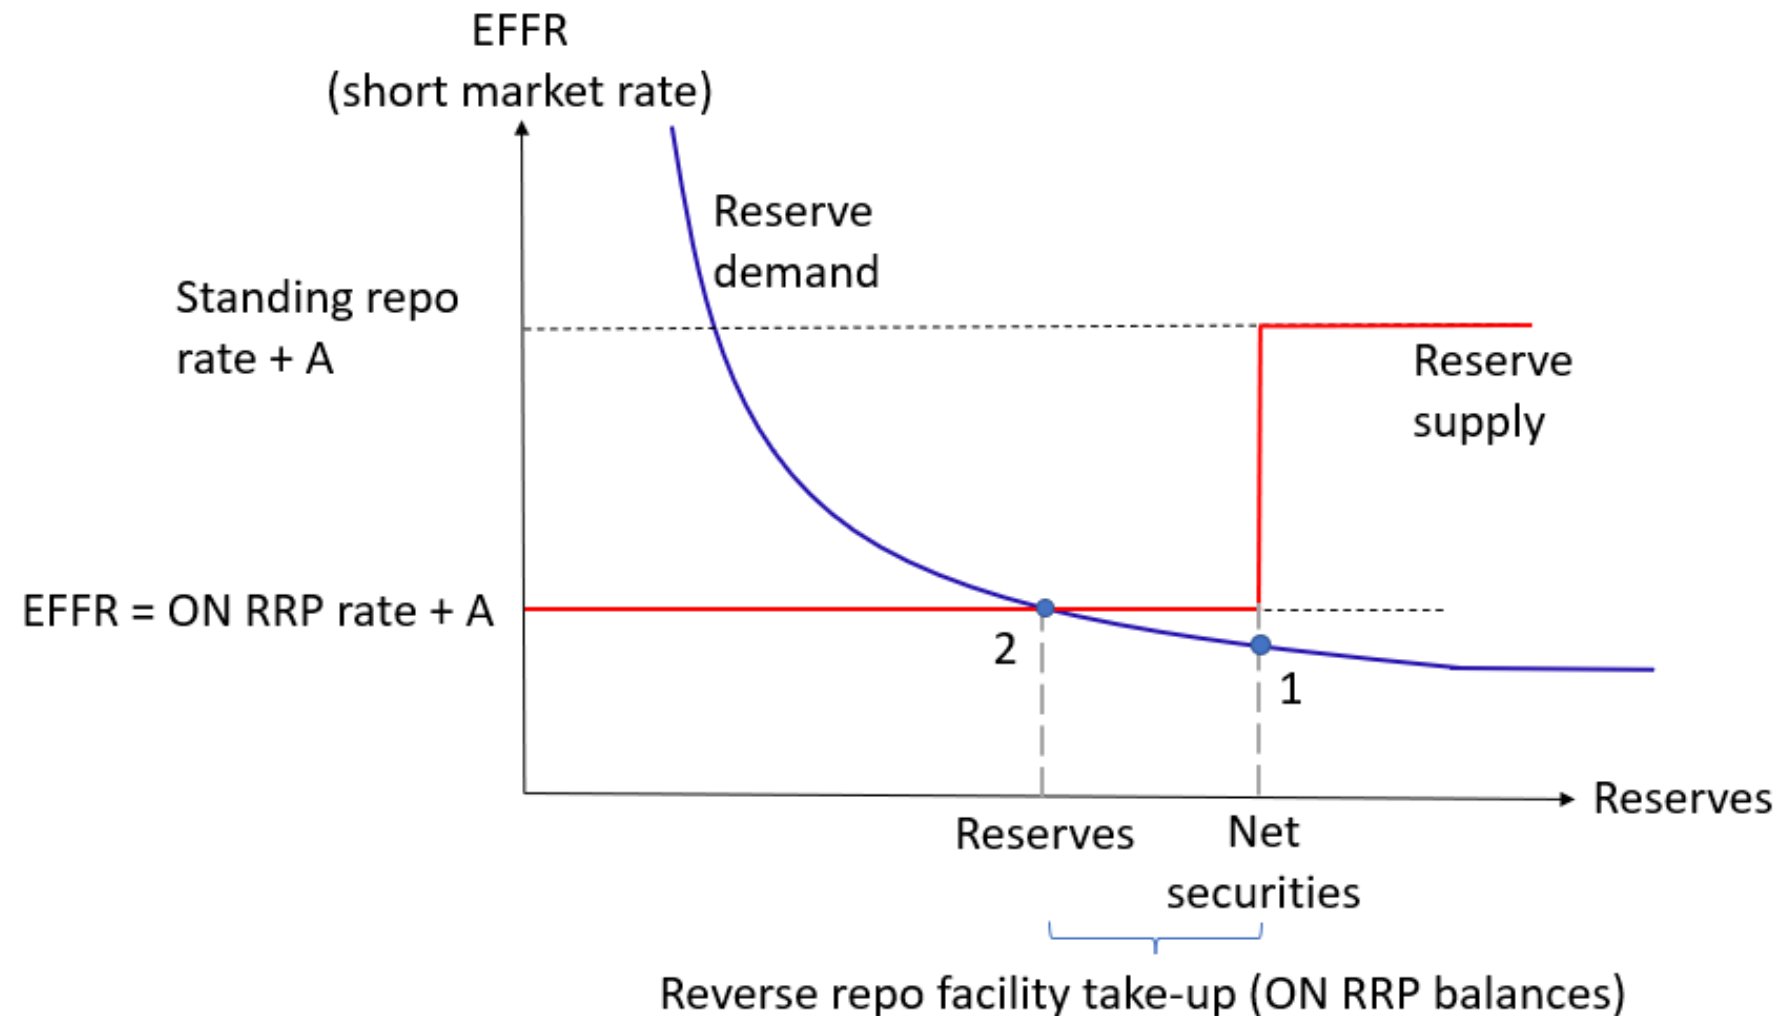 EFFR
(short market rate)
Reserve
demand
Standing repo
rate + A
Reserve
supply
EFFR = ON RRP rate + A
2
1
Reserves
Reserves
Net
securities
Reverse repo facility take-up (ON RRP balances)